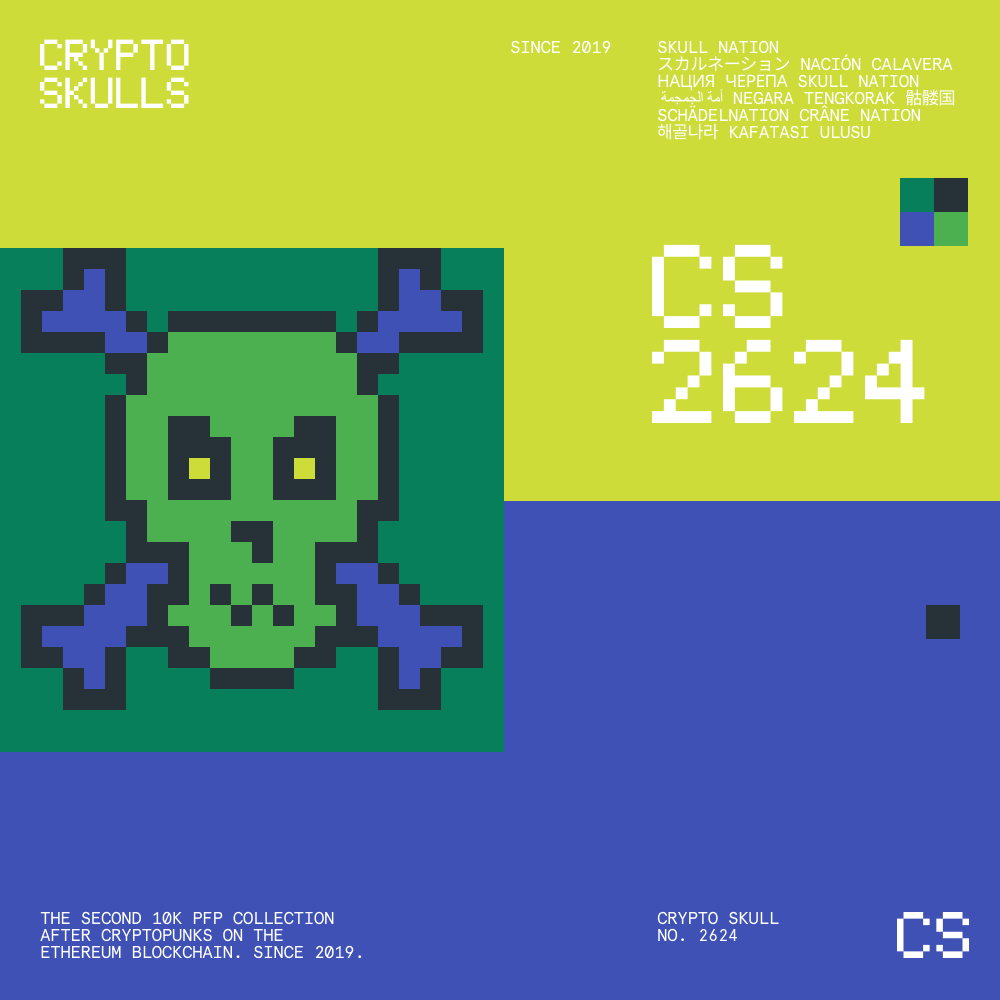 CRYPTO
SKULLS
SINCE 2019
SKULL NATION
スカルネーション NACIÓN CALAVERA
НАЦИЯ ЧЕРЕПА SKULL NATION
أمة الجمجمة NEGARA TENGKORAK 骷髅国
SCHÄDELNATION CRÂNE NATION
해골나라 KAFATASI ULUSU
CS
2624
THE SECOND 10K PFP COLLECTION
AFTER CRYPTOPUNKS ON THE
ETHEREUM BLOCKCHAIN. SINCE 2019.
CRYPTO SKULL
NO. 2624
CS